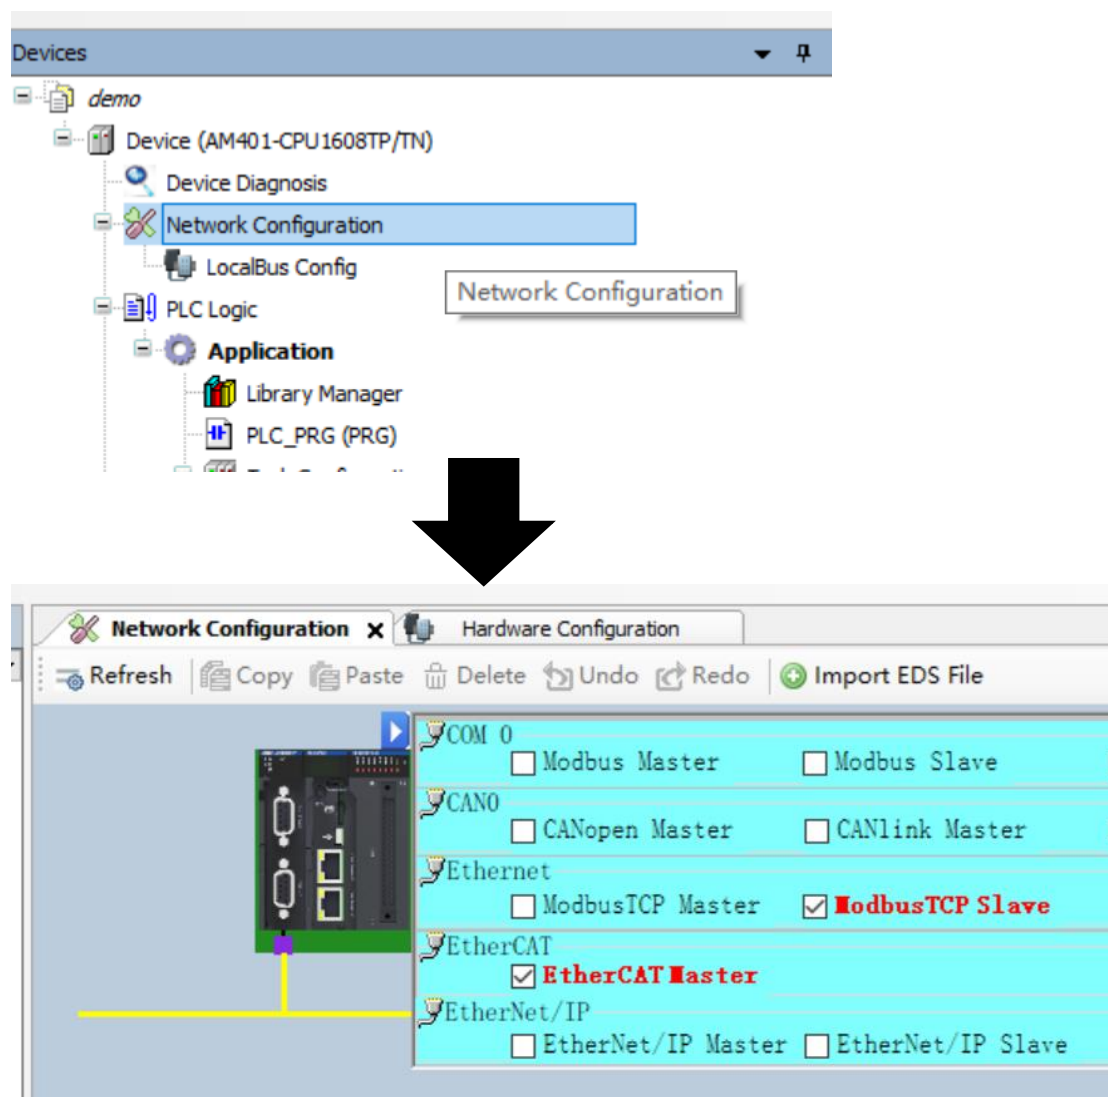 Devices
demo
Device (AM401-CPU1608TP/TN)
Device Diagnosis
Network Configuration
LocalBus Config
Network Configuration
PLC Logic
Application
Library Manager
PLC_PRG (PRG)
Network Configuration Hardware Configuration
Refresh Copy Paste Delete Undo Redo Import EDS File
COM 0
Modbus Master Modbus Slave
CAN0
CANopen Master CANlink Master
Ethernet
ModbusTCP Master ModbusTCP Slave
EtherCAT
EtherCAT Master
EtherNet/IP
EtherNet/IP Master EtherNet/IP Slave